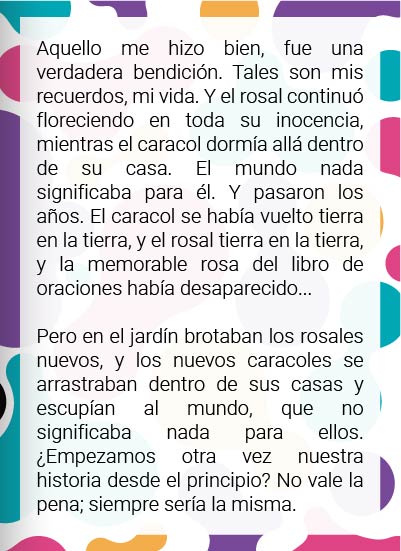 Aquello me hizo bien, fue una
verdadera bendición. Tales son mis
recuerdos, mi vida. Y el rosal continuó
floreciendo en toda su inocencia,
mientras el caracol dormía allá dentro
de su casa. El mundo nada
significaba para él. Y pasaron los
años. El caracol se había vuelto tierra
en la tierra, y el rosal tierra en la tierra,
y la memorable rosa del libro de
oraciones había desaparecido...
Pero en el jardín brotaban los rosales
nuevos, y los nuevos caracoles se
arrastraban dentro de sus casas y
escupían al mundo, que no
significaba nada para ellos.
¿Empezamos otra vez nuestra
historia desde el principio? No vale la
pena; siempre sería la misma.